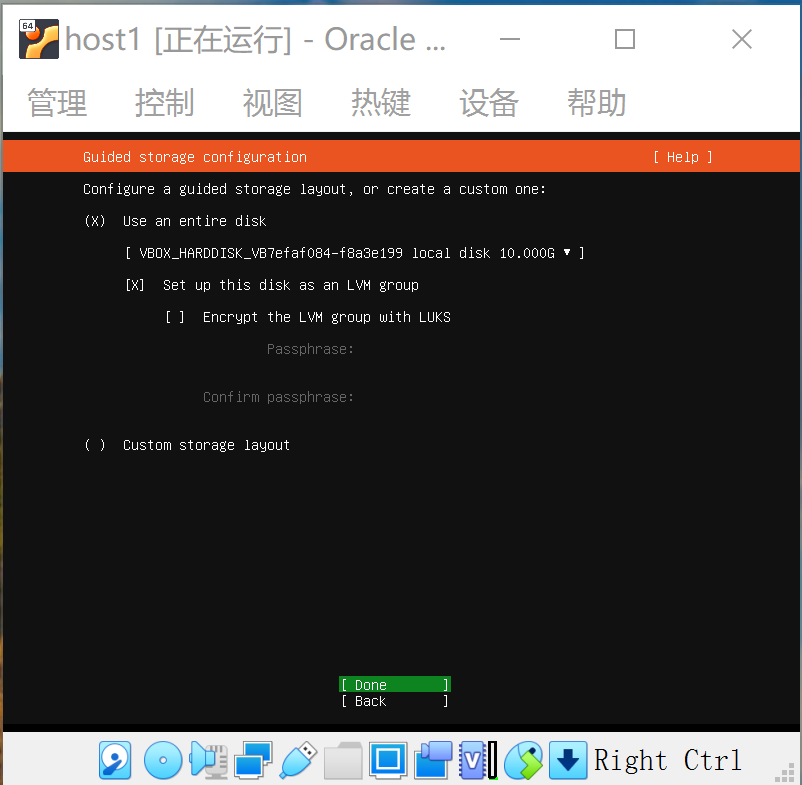 64
host1 [正在运行] - Oracle ...
管理 控制 视图 热键 设备 帮助
Guided storage configuration [ Help ]
Configure a guided storage layout, or create a custom one:
(X) Use an entire disk
[ VBOX_HARDDISK_VB7efaf084-f8a3e199 local disk 10.000G ▾ ]
[X] Set up this disk as an LVM group
[ ] Encrypt the LVM group with LUKS
Passphrase:
Confirm passphrase:
( ) Custom storage layout
[ Done ]
[ Back ]
V
Right Ctrl